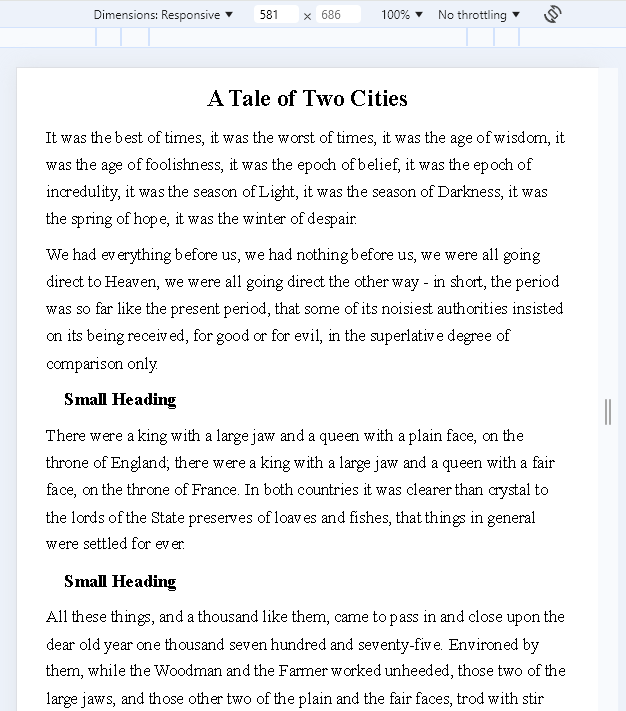 Dimensions: Responsive ▼ 581 x 686 100% ▼ No throttling ▼
A Tale of Two Cities
It was the best of times, it was the worst of times, it was the age of wisdom, it
was the age of foolishness, it was the epoch of belief, it was the epoch of
incredulity, it was the season of Light, it was the season of Darkness, it was
the spring of hope, it was the winter of despair.
We had everything before us, we had nothing before us, we were all going
direct to Heaven, we were all going direct the other way - in short, the period
was so far like the present period, that some of its noisiest authorities insisted
on its being received, for good or for evil, in the superlative degree of
comparison only.
Small Heading
There were a king with a large jaw and a queen with a plain face, on the
throne of England; there were a king with a large jaw and a queen with a fair
face, on the throne of France. In both countries it was clearer than crystal to
the lords of the State preserves of loaves and fishes, that things in general
were settled for ever.
Small Heading
All these things, and a thousand like them, came to pass in and close upon the
dear old year one thousand seven hundred and seventy-five. Environed by
them, while the Woodman and the Farmer worked unheeded, those two of the
large jaws, and those other two of the plain and the fair faces, trod with stir